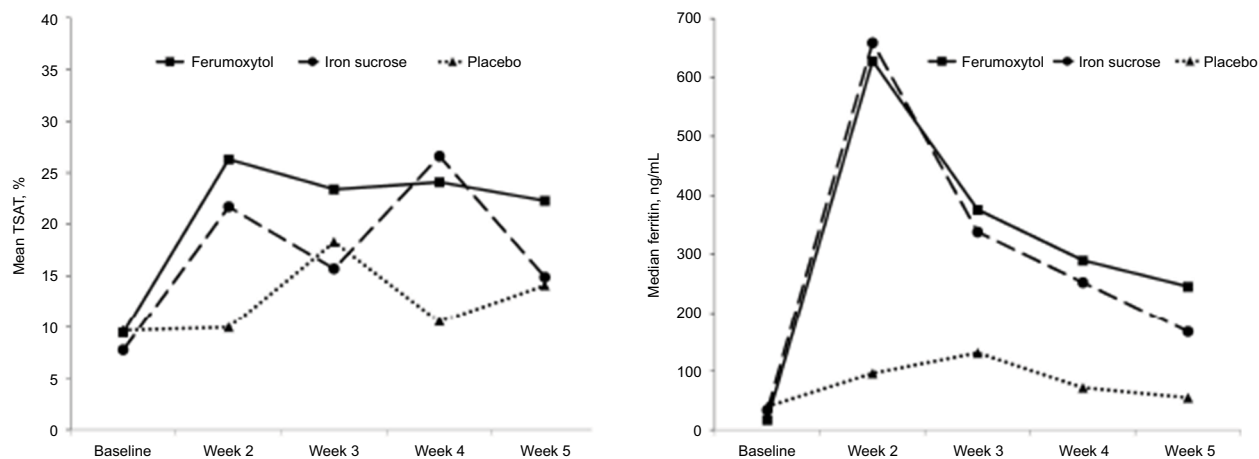 Mean TSAT, %
40
35
30
25
20
15
10
5
0
Ferumoxytol Iron sucrose Placebo
Baseline Week 2 Week 3 Week 4 Week 5
Median ferritin, ng/mL
700
600
500
400
300
200
100
0
Ferumoxytol Iron sucrose Placebo
Baseline Week 2 Week 3 Week 4 Week 5